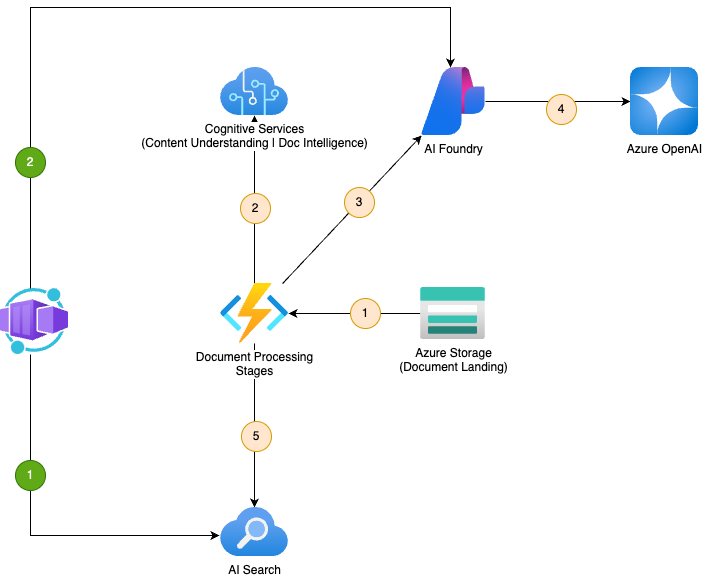 Cognitive Services
(Content Understanding I Doc Intelligence)
AI Foundry
4
Azure OpenAI
2
2
3
1
Document Processing
Stages
Azure Storage
(Document Landing)
5
1
AI Search